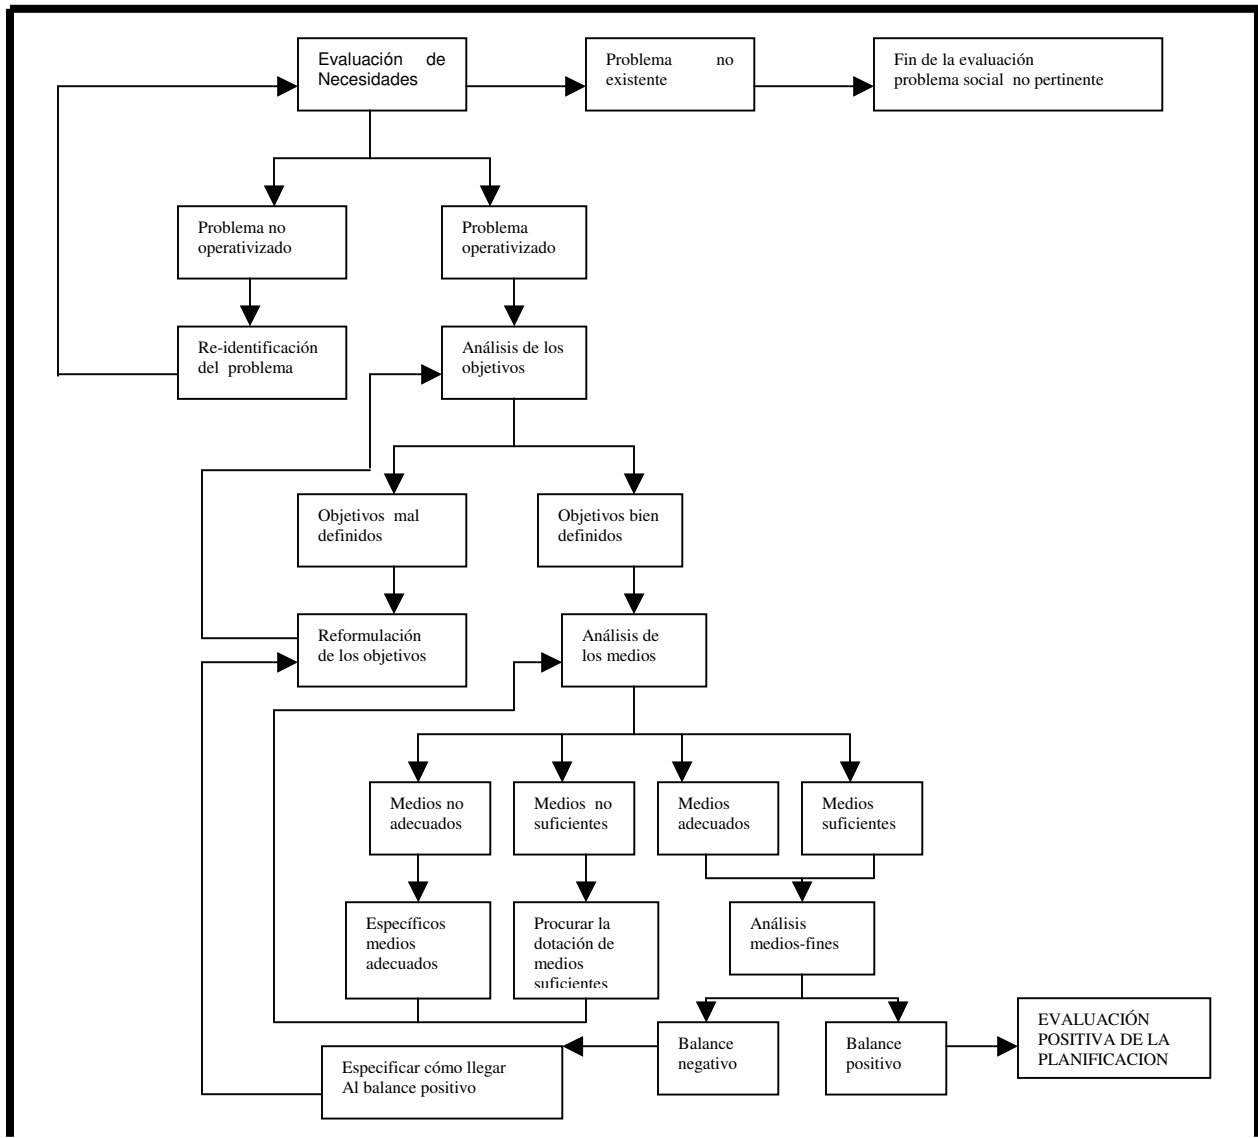 Evaluación de
Necesidades
Problema no
existente
Fin de la evaluación
problema social no pertinente
Problema no
operativizado
Problema
operativizado
Re-identificación
del problema
Análisis de los
objetivos
Objetivos mal
definidos
Objetivos bien
definidos
Reformulación
de los objetivos
Análisis de
los medios
Medios no
adecuados
Medios no
suficientes
Medios
adecuados
Medios
suficientes
Específicos
medios
adecuados
Procurar la
dotación de
medios
suficientes
Análisis
medios-fines
Balance
negativo
Balance
positivo
EVALUACIÓN
POSITIVA DE LA
PLANIFICACION
Especificar cómo llegar
Al balance positivo